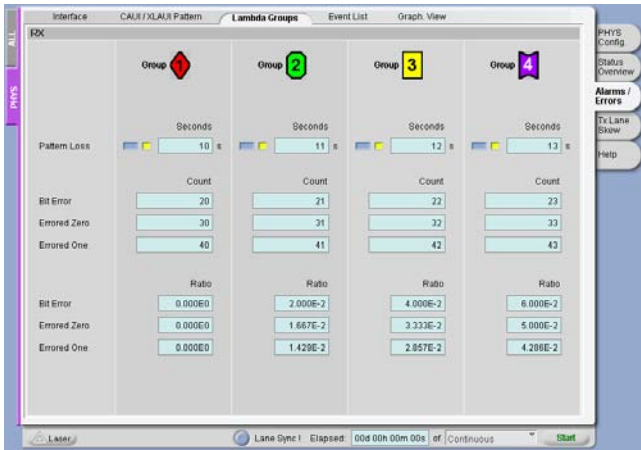 Interface CAUI / XLAUI Pattern Lambda Groups Event List Graph. View
ALL
PHYS
RX
PHYS Config.
Status Overview
Alarms / Errors
Tx Lane Skew
Help
Group 1 Group 2 Group 3 Group 4
Seconds Seconds Seconds Seconds
Pattern Loss 10 s 11 s 12 s 13 s
Count Count Count Count
Bit Error 20 21 22 23
Errored Zero 30 31 32 33
Errored One 40 41 42 43
Ratio Ratio Ratio Ratio
Bit Error 0.000E0 2.000E-2 4.000E-2 6.000E-2
Errored Zero 0.000E0 1.667E-2 3.333E-2 5.000E-2
Errored One 0.000E0 1.429E-2 2.857E-2 4.286E-2
Laser Lane Sync ! Elapsed: 00d 00h 00m 00s of Continuous Start